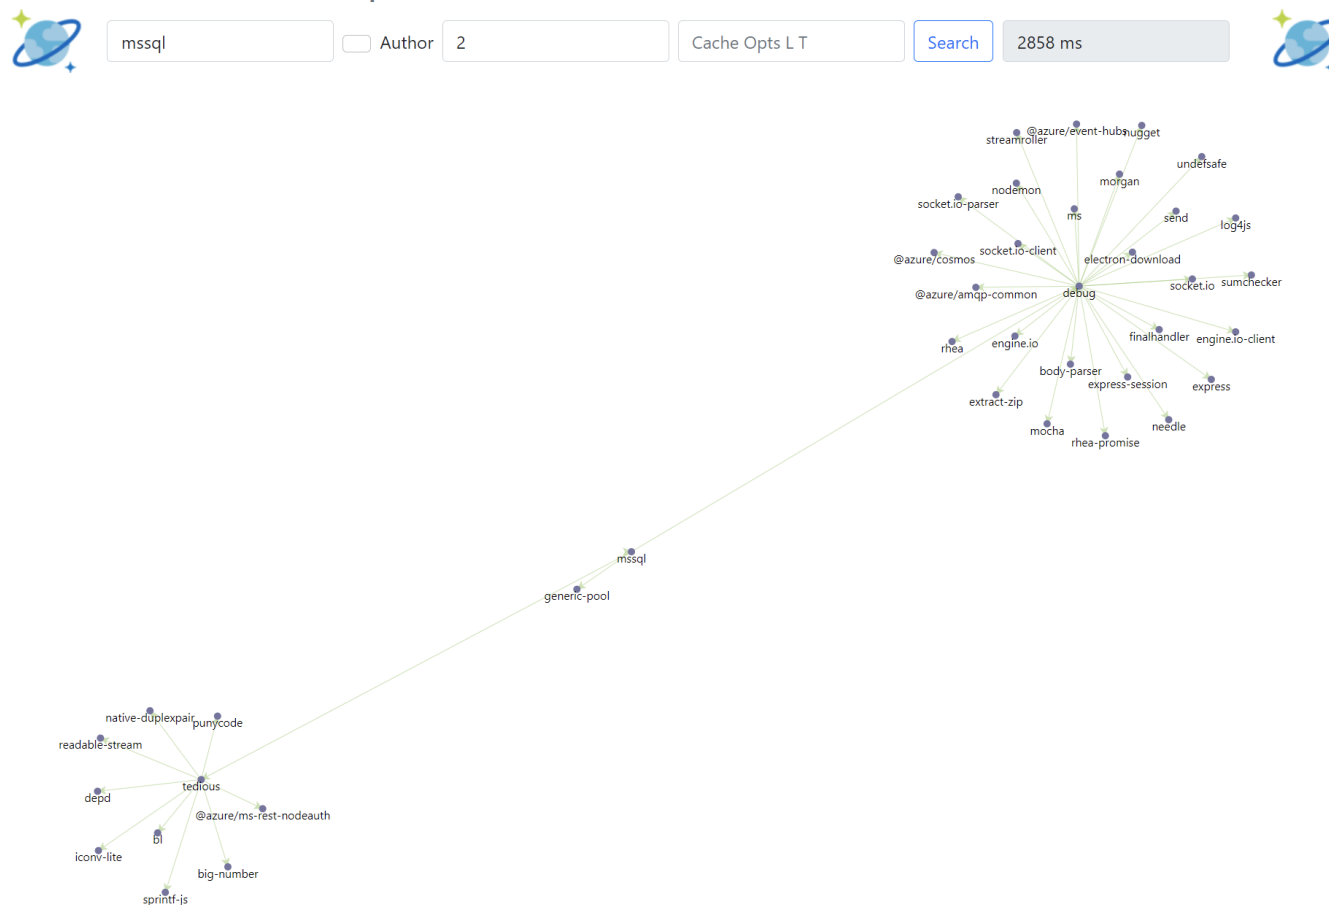 mssql
Author
2
Cache Opts L T
Search
2858 ms
@azure/event-hubs
nugget
streamroller
undefsafe
morgan
nodemon
socket.io-parser
ms
send
log4js
socket.io-client
@azure/cosmos
electron-download
socket.io
sumchecker
@azure/amqp-common
debug
finalhandler
engine.io-client
engine.io
rhea
body-parser
express-session
express
extract-zip
needle
mocha
rhea-promise
mssql
generic-pool
native-duplexpair
punycode
readable-stream
tedious
depd
@azure/ms-rest-nodeauth
bl
iconv-lite
big-number
sprintf-js